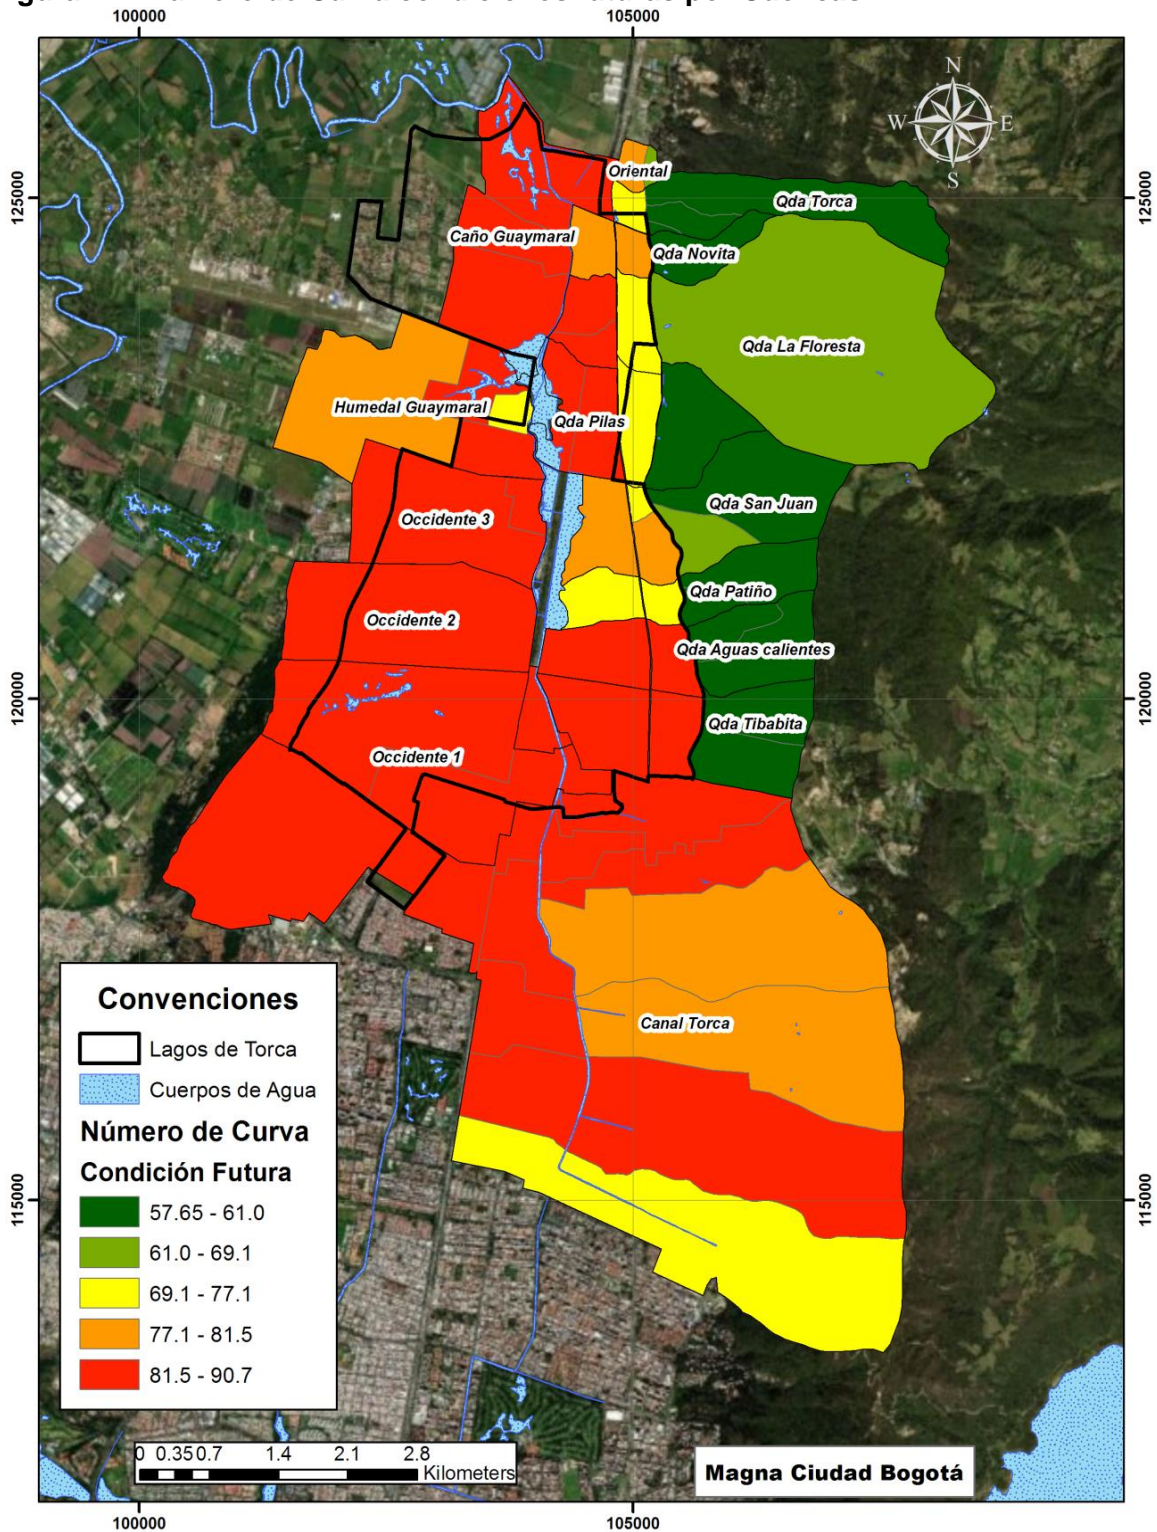 100000 105000
N
W E
S
125000 125000
Oriental
Qda Torca
Caño Guaymaral
Qda Novita
Qda La Floresta
Humedal Guaymaral
Qda Pilas
Qda San Juan
Occidente 3
Qda Patiño
Occidente 2
Qda Aguas calientes
120000 120000
Qda Tibabita
Occidente 1
Canal Torca
Convenciones
Lagos de Torca
Cuerpos de Agua
Número de Curva
Condición Futura
115000 115000
57.65 - 61.0
61.0 - 69.1
69.1 - 77.1
77.1 - 81.5
81.5 - 90.7
0 0.35 0.7 1.4 2.1 2.8
Kilometers
Magna Ciudad Bogotá
100000 105000